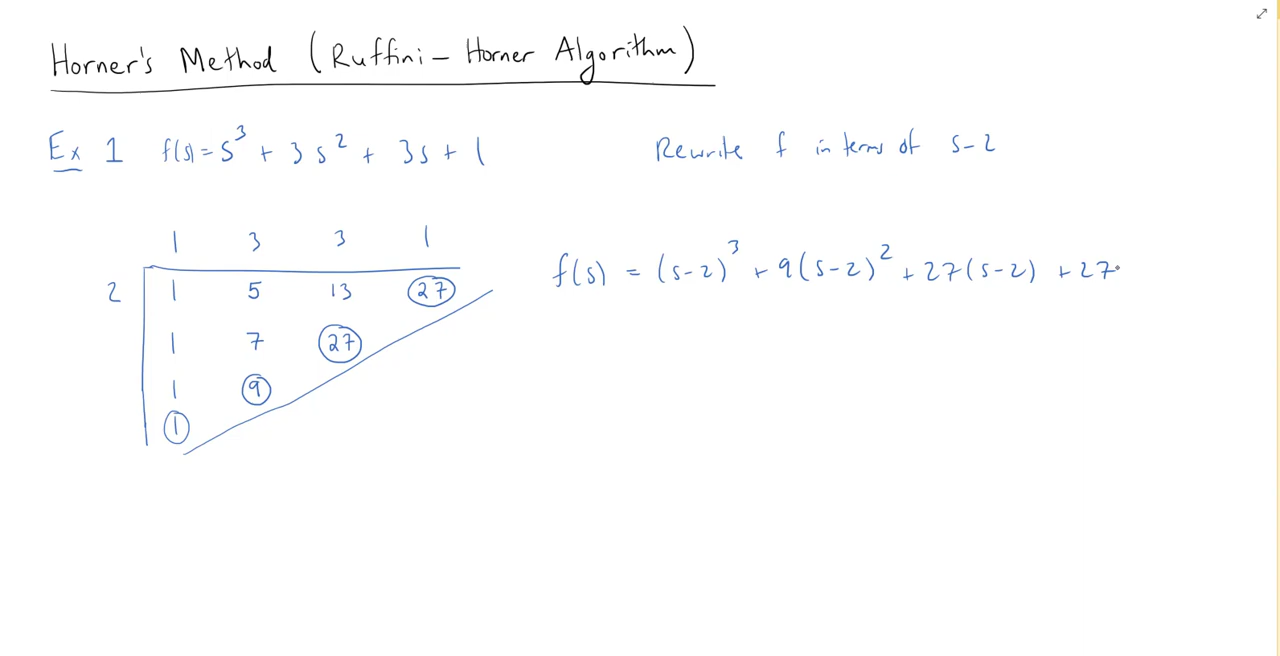 Horner's Method (Ruffini – Horner Algorithm)
Ex 1 f(s) = s³ + 3s² + 3s + 1 Rewrite f in terms of s-2
1 3 3 1
f(s) = (s-2)³ + 9(s-2)² + 27(s-2) + 27
2 1 5 13 27
1 7 27
1 9
1